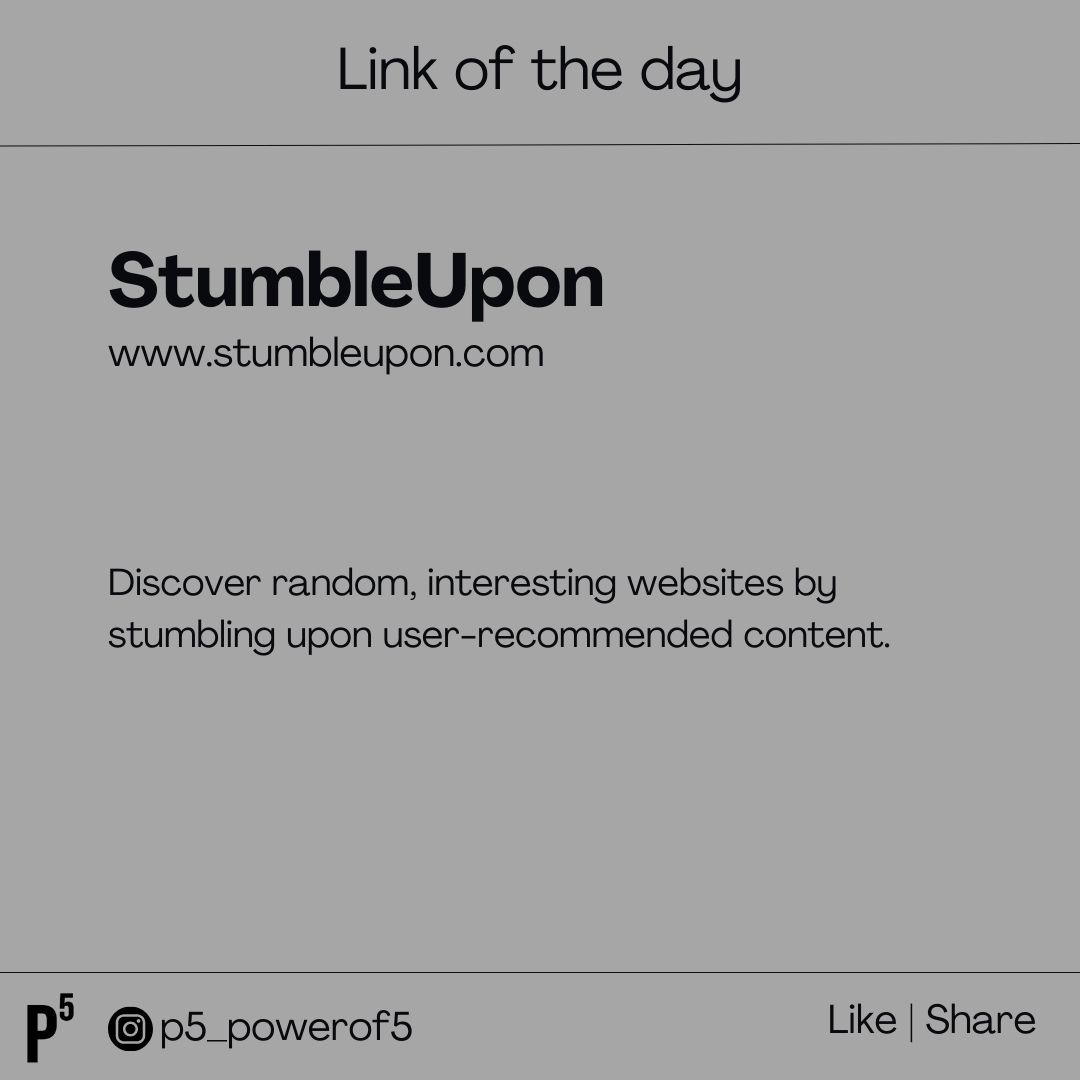 Link of the day
StumbleUpon
www.stumbleupon.com
Discover random, interesting websites by
stumbling upon user-recommended content.
P5
p5_powerof5
Like | Share